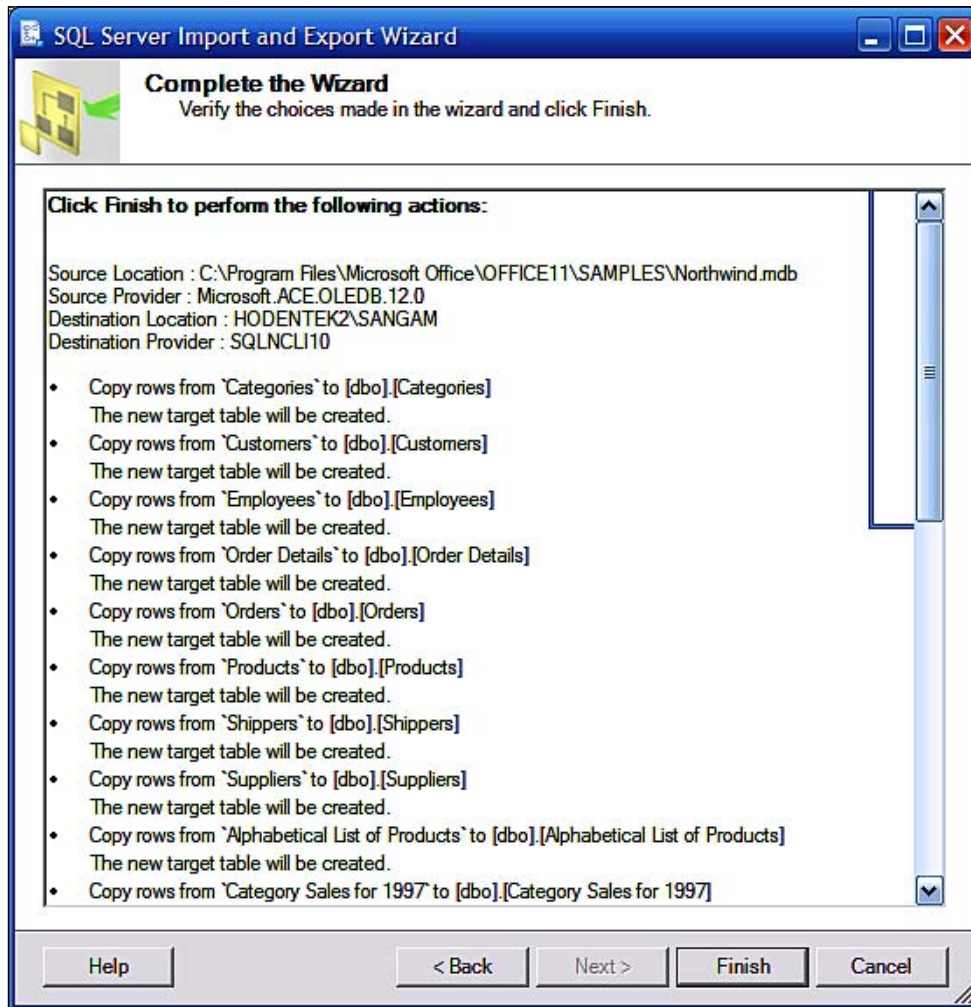 SQL Server Import and Export Wizard
Complete the Wizard
Verify the choices made in the wizard and click Finish.
Click Finish to perform the following actions:
Source Location : C:\Program Files\Microsoft Office\OFFICE11\SAMPLES\Northwind.mdb
Source Provider : Microsoft.ACE.OLEDB.12.0
Destination Location : HODENTEK2\SANGAM
Destination Provider : SQLNCLI10
• Copy rows from `Categories` to [dbo].[Categories]
The new target table will be created.
• Copy rows from `Customers` to [dbo].[Customers]
The new target table will be created.
• Copy rows from `Employees` to [dbo].[Employees]
The new target table will be created.
• Copy rows from `Order Details` to [dbo].[Order Details]
The new target table will be created.
• Copy rows from `Orders` to [dbo].[Orders]
The new target table will be created.
• Copy rows from `Products` to [dbo].[Products]
The new target table will be created.
• Copy rows from `Shippers` to [dbo].[Shippers]
The new target table will be created.
• Copy rows from `Suppliers` to [dbo].[Suppliers]
The new target table will be created.
• Copy rows from `Alphabetical List of Products` to [dbo].[Alphabetical List of Products]
The new target table will be created.
• Copy rows from `Category Sales for 1997` to [dbo].[Category Sales for 1997]
Help < Back Next > Finish Cancel